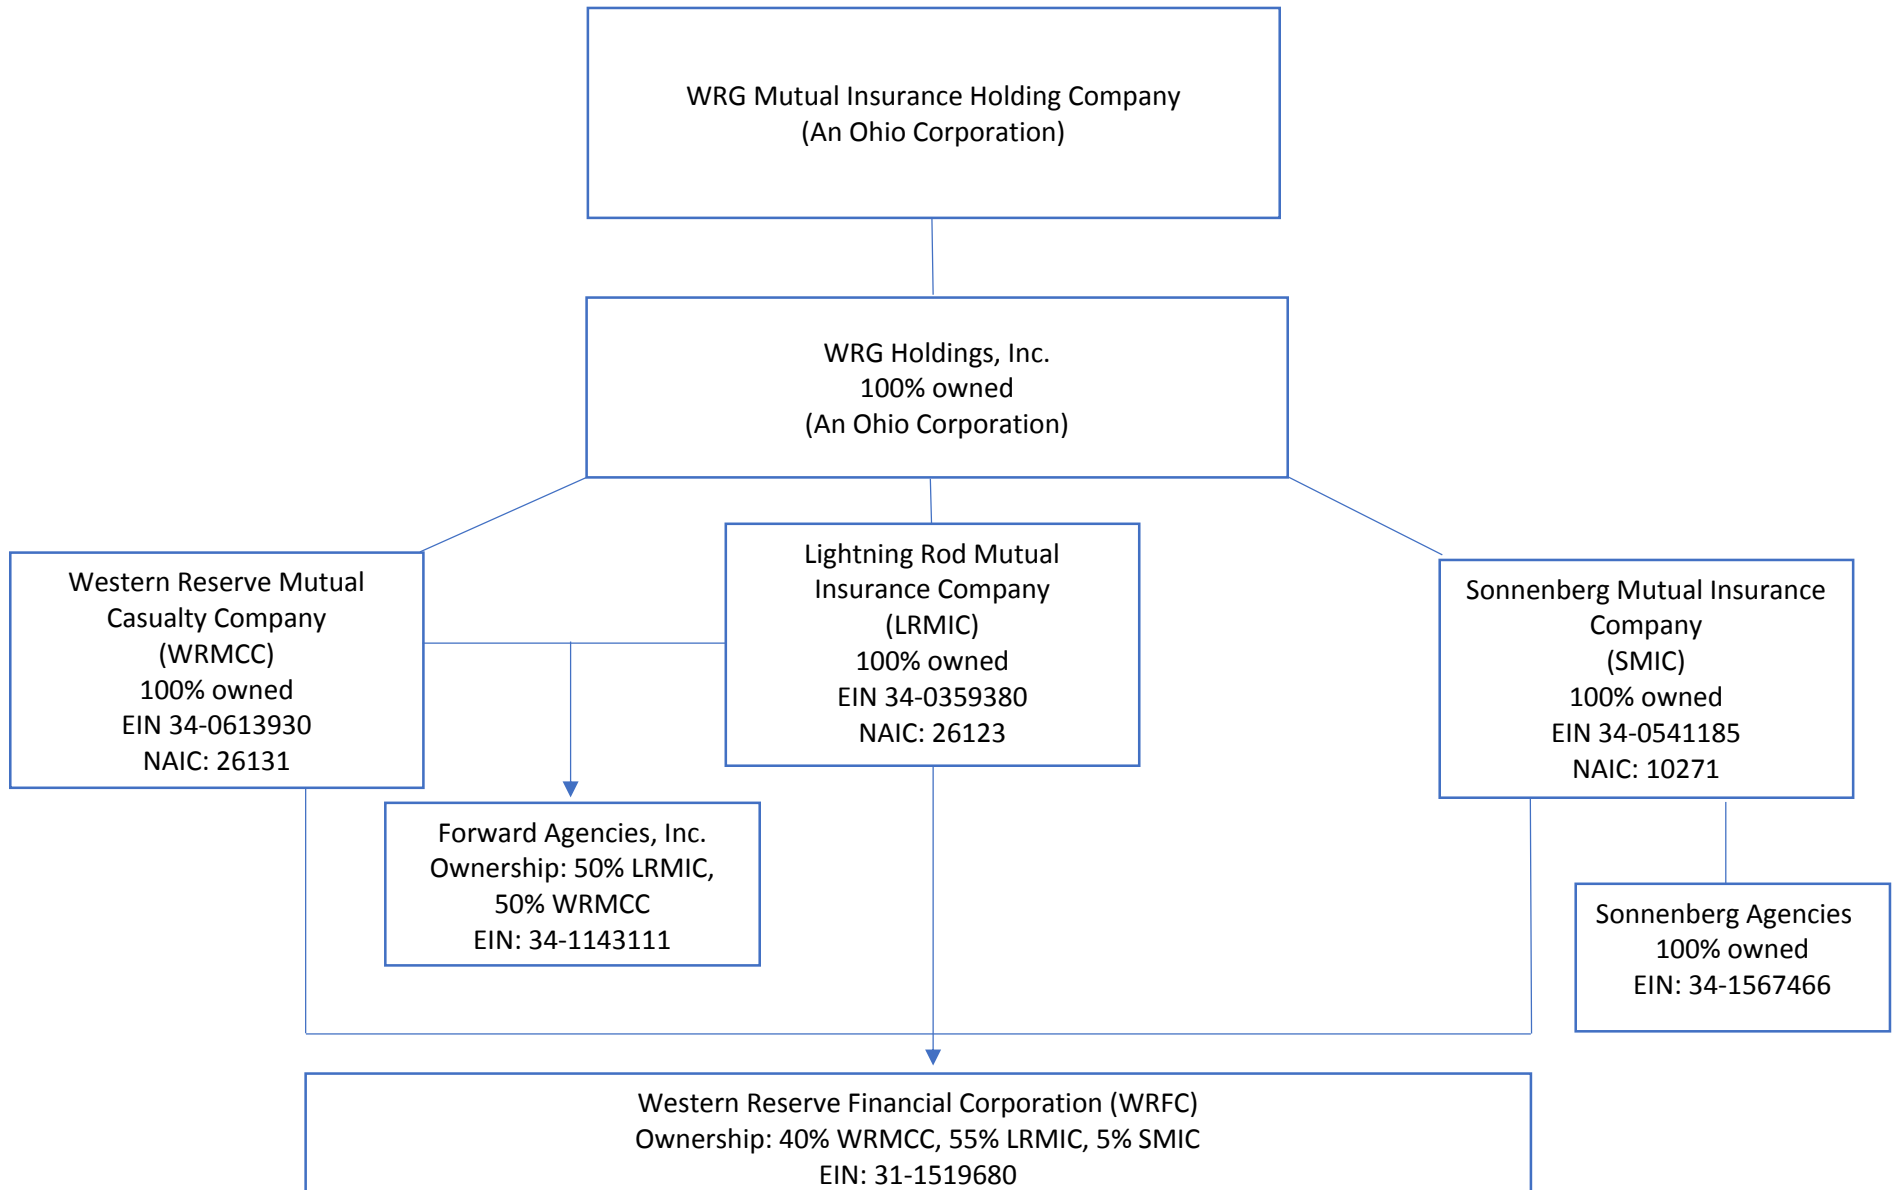 WRG Mutual Insurance Holding Company
(An Ohio Corporation)
WRG Holdings, Inc.
100% owned
(An Ohio Corporation)
Western Reserve Mutual
Casualty Company
(WRMCC)
100% owned
EIN 34-0613930
NAIC: 26131
Lightning Rod Mutual
Insurance Company
(LRMIC)
100% owned
EIN 34-0359380
NAIC: 26123
Sonnenberg Mutual Insurance
Company
(SMIC)
100% owned
EIN 34-0541185
NAIC: 10271
Forward Agencies, Inc.
Ownership: 50% LRMIC,
50% WRMCC
EIN: 34-1143111
Sonnenberg Agencies
100% owned
EIN: 34-1567466
Western Reserve Financial Corporation (WRFC)
Ownership: 40% WRMCC, 55% LRMIC, 5% SMIC
EIN: 31-1519680